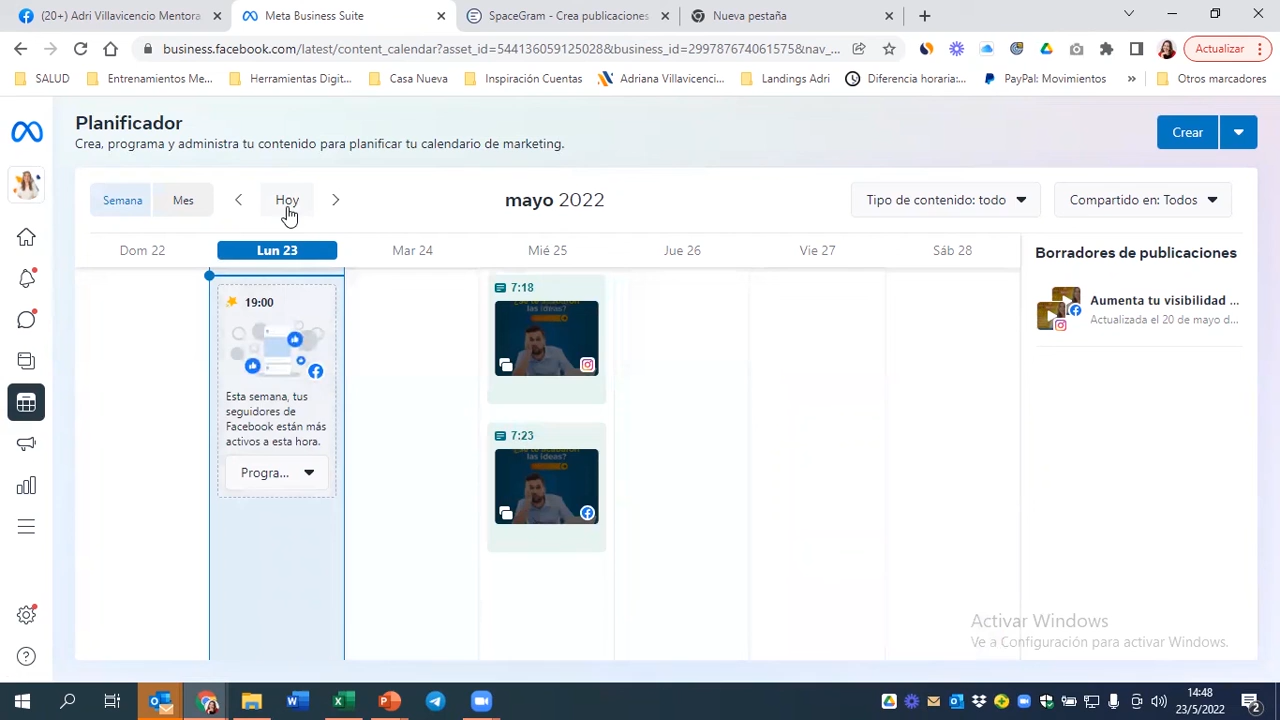 (20+) Adri Villavicencio Mentora
Meta Business Suite
SpaceGram - Crea publicaciones
Nueva pestaña
business.facebook.com/latest/content_calendar?asset_id=544136059125028&business_id=299787674061575&nav_...
Actualizar
SALUD
Entrenamientos Me...
Herramientas Digit...
Casa Nueva
Inspiración Cuentas
Adriana Villavicenci...
Landings Adri
Diferencia horaria:...
PayPal: Movimientos
»
Otros marcadores
Planificador
Crea, programa y administra tu contenido para planificar tu calendario de marketing.
Crear
Semana
Mes
Hoy
mayo 2022
Tipo de contenido: todo
Compartido en: Todos
Dom 22
Lun 23
Mar 24
Mié 25
Jue 26
Vie 27
Sáb 28
Borradores de publicaciones
19:00
Esta semana, tus
seguidores de
Facebook están más
activos a esta hora.
Progra...
7:18
las Ideas?
7:23
las Ideas?
Aumenta tu visibilidad ...
Actualizada el 20 de mayo d...
Activar Windows
Ve a Configuración para activar Windows.
14:48
23/5/2022
2